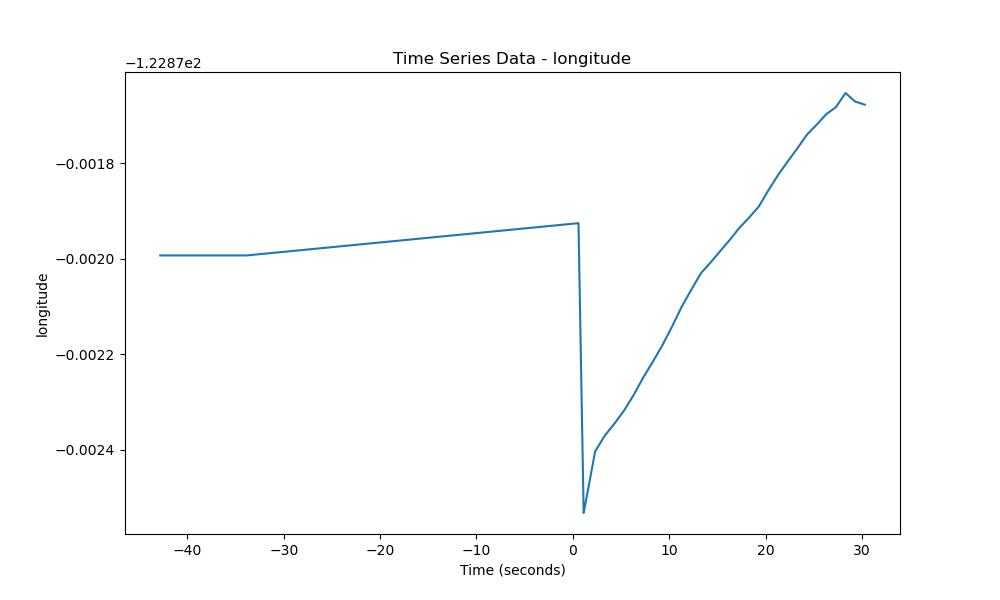 Time Series Data - longitude
−1.2287e2
−0.0018
−0.0020
−0.0022
−0.0024
longitude
−40 −30 −20 −10 0 10 20 30
Time (seconds)